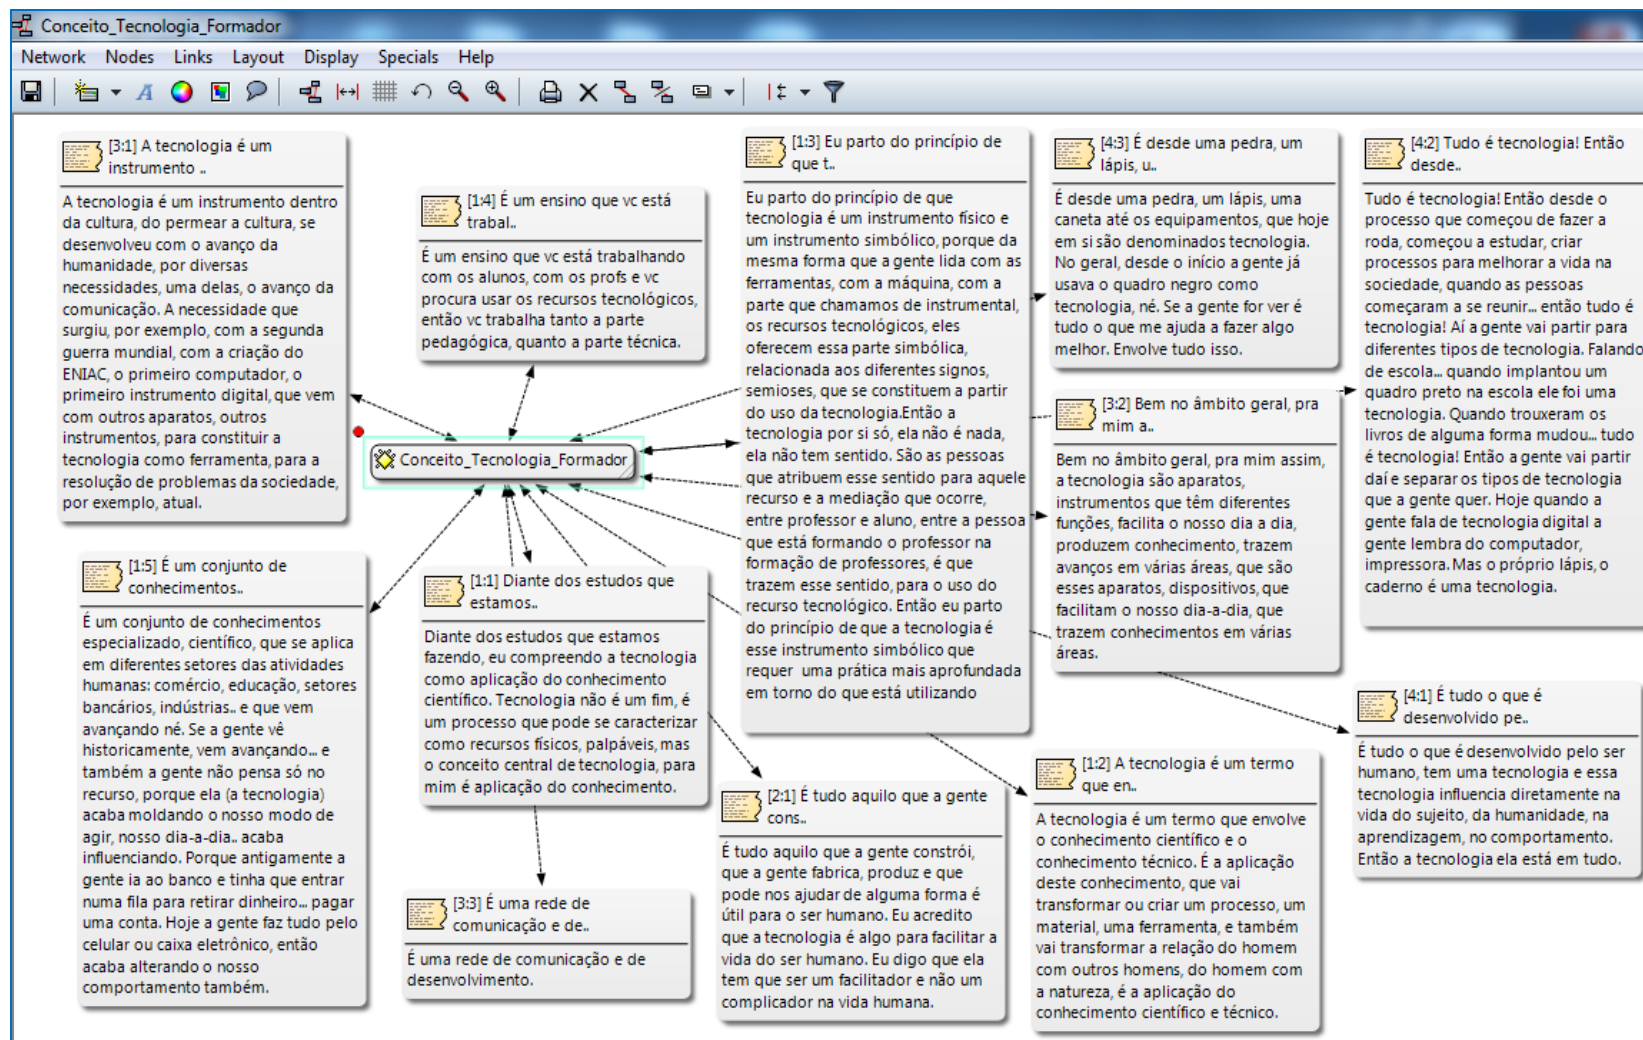 Conceito_Tecnologia_Formador
Network Nodes Links Layout Display Specials Help
[3:1] A tecnologia é um
instrumento ..
A tecnologia é um instrumento dentro
da cultura, do permear a cultura, se
desenvolveu com o avanço da
humanidade, por diversas
necessidades, uma delas, o avanço da
comunicação. A necessidade que
surgiu, por exemplo, com a segunda
guerra mundial, com a criação do
ENIAC, o primeiro computador, o
primeiro instrumento digital, que vem
com outros aparatos, outros
instrumentos, para constituir a
tecnologia como ferramenta, para a
resolução de problemas da sociedade,
por exemplo, atual.
[1:4] É um ensino que vc está
trabal..
É um ensino que vc está trabalhando
com os alunos, com os profs e vc
procura usar os recursos tecnológicos,
então vc trabalha tanto a parte
pedagógica, quanto a parte técnica.
[1:3] Eu parto do princípio de
que t..
Eu parto do princípio de que
tecnologia é um instrumento físico e
um instrumento simbólico, porque da
mesma forma que a gente lida com as
ferramentas, com a máquina, com a
parte que chamamos de instrumental,
os recursos tecnológicos, eles
oferecem essa parte simbólica,
relacionada aos diferentes signos,
semioses, que se constituem a partir
do uso da tecnologia.Então a
tecnologia por si só, ela não é nada,
ela não tem sentido. São as pessoas
que atribuem esse sentido para aquele
recurso e a mediação que ocorre,
entre professor e aluno, entre a pessoa
que está formando o professor na
formação de professores, é que
trazem esse sentido, para o uso do
recurso tecnológico. Então eu parto
do princípio de que a tecnologia é
esse instrumento simbólico que
requer uma prática mais aprofundada
em torno do que está utilizando
[4:3] É desde uma pedra, um
lápis, u..
É desde uma pedra, um lápis, uma
caneta até os equipamentos, que hoje
em si são denominados tecnologia.
No geral, desde o início a gente já
usava o quadro negro como
tecnologia, né. Se a gente for ver é
tudo o que me ajuda a fazer algo
melhor. Envolve tudo isso.
[4:2] Tudo é tecnologia! Então
desde..
Tudo é tecnologia! Então desde o
processo que começou de fazer a
roda, começou a estudar, criar
processos para melhorar a vida na
sociedade, quando as pessoas
começaram a se reunir... então tudo é
tecnologia! Aí a gente vai partir para
diferentes tipos de tecnologia. Falando
de escola... quando implantou um
quadro preto na escola ele foi uma
tecnologia. Quando trouxeram os
livros de alguma forma mudou... tudo
é tecnologia! Então a gente vai partir
daí e separar os tipos de tecnologia
que a gente quer. Hoje quando a
gente fala de tecnologia digital a
gente lembra do computador,
impressora. Mas o próprio lápis, o
caderno é uma tecnologia.
[3:2] Bem no âmbito geral, pra
mim a..
Bem no âmbito geral, pra mim assim,
a tecnologia são aparatos,
instrumentos que têm diferentes
funções, facilita o nosso dia a dia,
produzem conhecimento, trazem
avanços em várias áreas, que são
esses aparatos, dispositivos, que
facilitam o nosso dia-a-dia, que
trazem conhecimentos em várias
áreas.
Conceito_Tecnologia_Formador
[1:5] É um conjunto de
conhecimentos..
É um conjunto de conhecimentos
especializado, científico, que se aplica
em diferentes setores das atividades
humanas: comércio, educação, setores
bancários, indústrias.. e que vem
avançando né. Se a gente vê
historicamente, vem avançando... e
também a gente não pensa só no
recurso, porque ela (a tecnologia)
acaba moldando o nosso modo de
agir, nosso dia-a-dia.. acaba
influenciando. Porque antigamente a
gente ia ao banco e tinha que entrar
numa fila para retirar dinheiro... pagar
uma conta. Hoje a gente faz tudo pelo
celular ou caixa eletrônico, então
acaba alterando o nosso
comportamento também.
[1:1] Diante dos estudos que
estamos..
Diante dos estudos que estamos
fazendo, eu compreendo a tecnologia
como aplicação do conhecimento
científico. Tecnologia não é um fim, é
um processo que pode se caracterizar
como recursos físicos, palpáveis, mas
o conceito central de tecnologia, para
mim é aplicação do conhecimento.
[3:3] É uma rede de
comunicação e de..
É uma rede de comunicação e de
desenvolvimento.
[2:1] É tudo aquilo que a gente
cons..
É tudo aquilo que a gente constrói,
que a gente fabrica, produz e que
pode nos ajudar de alguma forma é
útil para o ser humano. Eu acredito
que a tecnologia é algo para facilitar a
vida do ser humano. Eu digo que ela
tem que ser um facilitador e não um
complicador na vida humana.
[1:2] A tecnologia é um termo
que en..
A tecnologia é um termo que envolve
o conhecimento científico e o
conhecimento técnico. É a aplicação
deste conhecimento, que vai
transformar ou criar um processo, um
material, uma ferramenta, e também
vai transformar a relação do homem
com outros homens, do homem com
a natureza, é a aplicação do
conhecimento científico e técnico.
[4:1] É tudo o que é
desenvolvido pe..
É tudo o que é desenvolvido pelo ser
humano, tem uma tecnologia e essa
tecnologia influencia diretamente na
vida do sujeito, da humanidade, na
aprendizagem, no comportamento.
Então a tecnologia ela está em tudo.